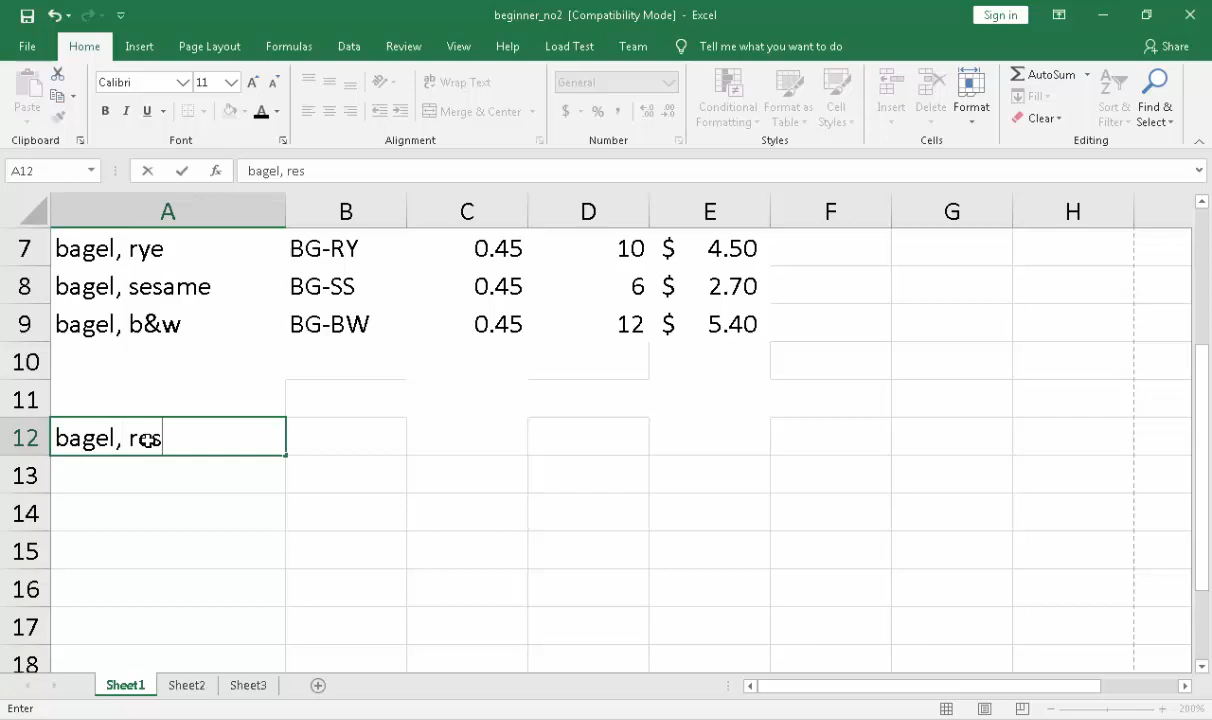 beginner_no2 [Compatibility Mode] - Excel
Sign in
File Home Insert Page Layout Formulas Data Review View Help Load Test Team Tell me what you want to do Share
Paste
Calibri 11
B I U A
Wrap Text
Merge & Center
General
$ % ,
Conditional Formatting
Format as Table
Cell Styles
Insert Delete Format
AutoSum
Fill
Clear
Sort & Filter
Find & Select
Clipboard Font Alignment Number Styles Cells Editing
A12 fx bagel, res
A B C D E F G H
7 bagel, rye BG-RY 0.45 10 $ 4.50
8 bagel, sesame BG-SS 0.45 6 $ 2.70
9 bagel, b&w BG-BW 0.45 12 $ 5.40
10
11
12 bagel, res
13
14
15
16
17
18
Sheet1 Sheet2 Sheet3
Enter 200%